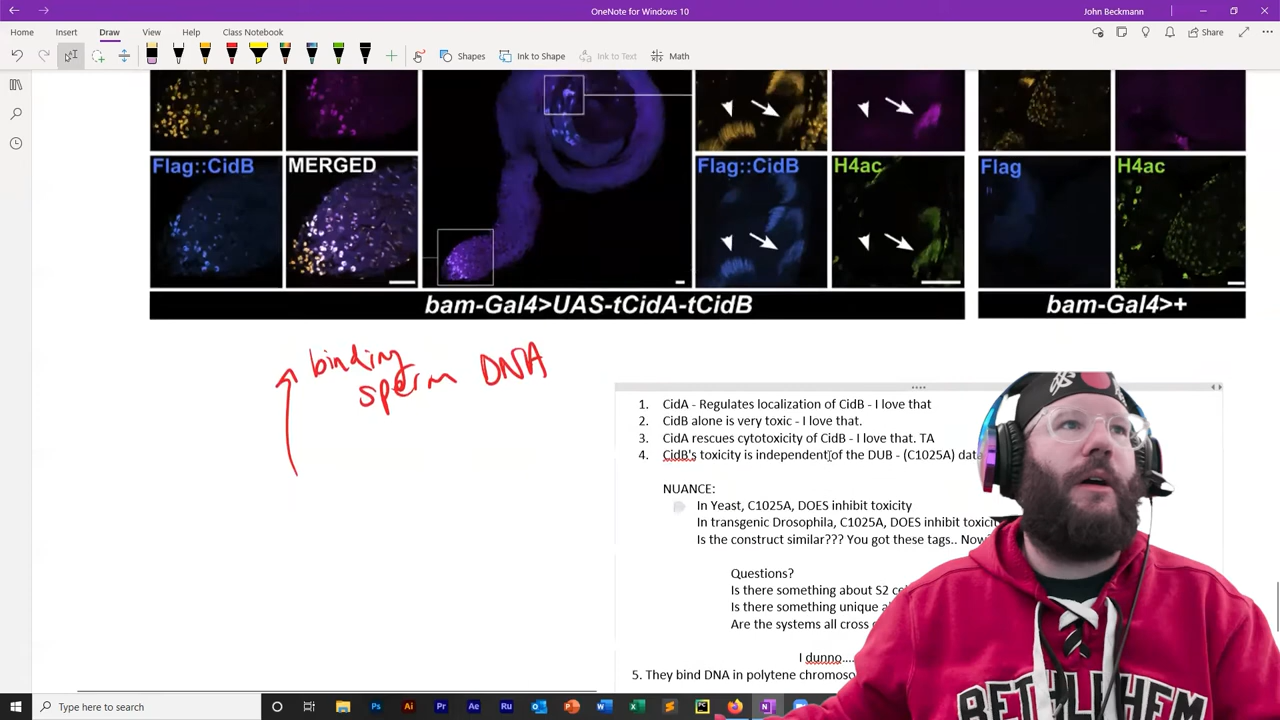 OneNote for Windows 10
John Beckmann
Home Insert Draw View Help Class Notebook
Share
Shapes Ink to Shape Ink to Text Math
Flag::CidB MERGED
Flag::CidB H4ac
Flag H4ac
bam-Gal4>UAS-tCidA-tCidB
bam-Gal4>+
binding
sperm DNA
1. CidA - Regulates localization of CidB - I love that
2. CidB alone is very toxic - I love that.
3. CidA rescues cytotoxicity of CidB - I love that. TA
4. CidB's toxicity is independent of the DUB - (C1025A) data
NUANCE:
In Yeast, C1025A, DOES inhibit toxicity
In transgenic Drosophila, C1025A, DOES inhibit
Is the construct similar??? You got these tags..
Questions?
Is there something about S2
Is there something unique
Are the systems all cross
I dunno....
5. They bind DNA in polytene
BETHLEHEM
Type here to search